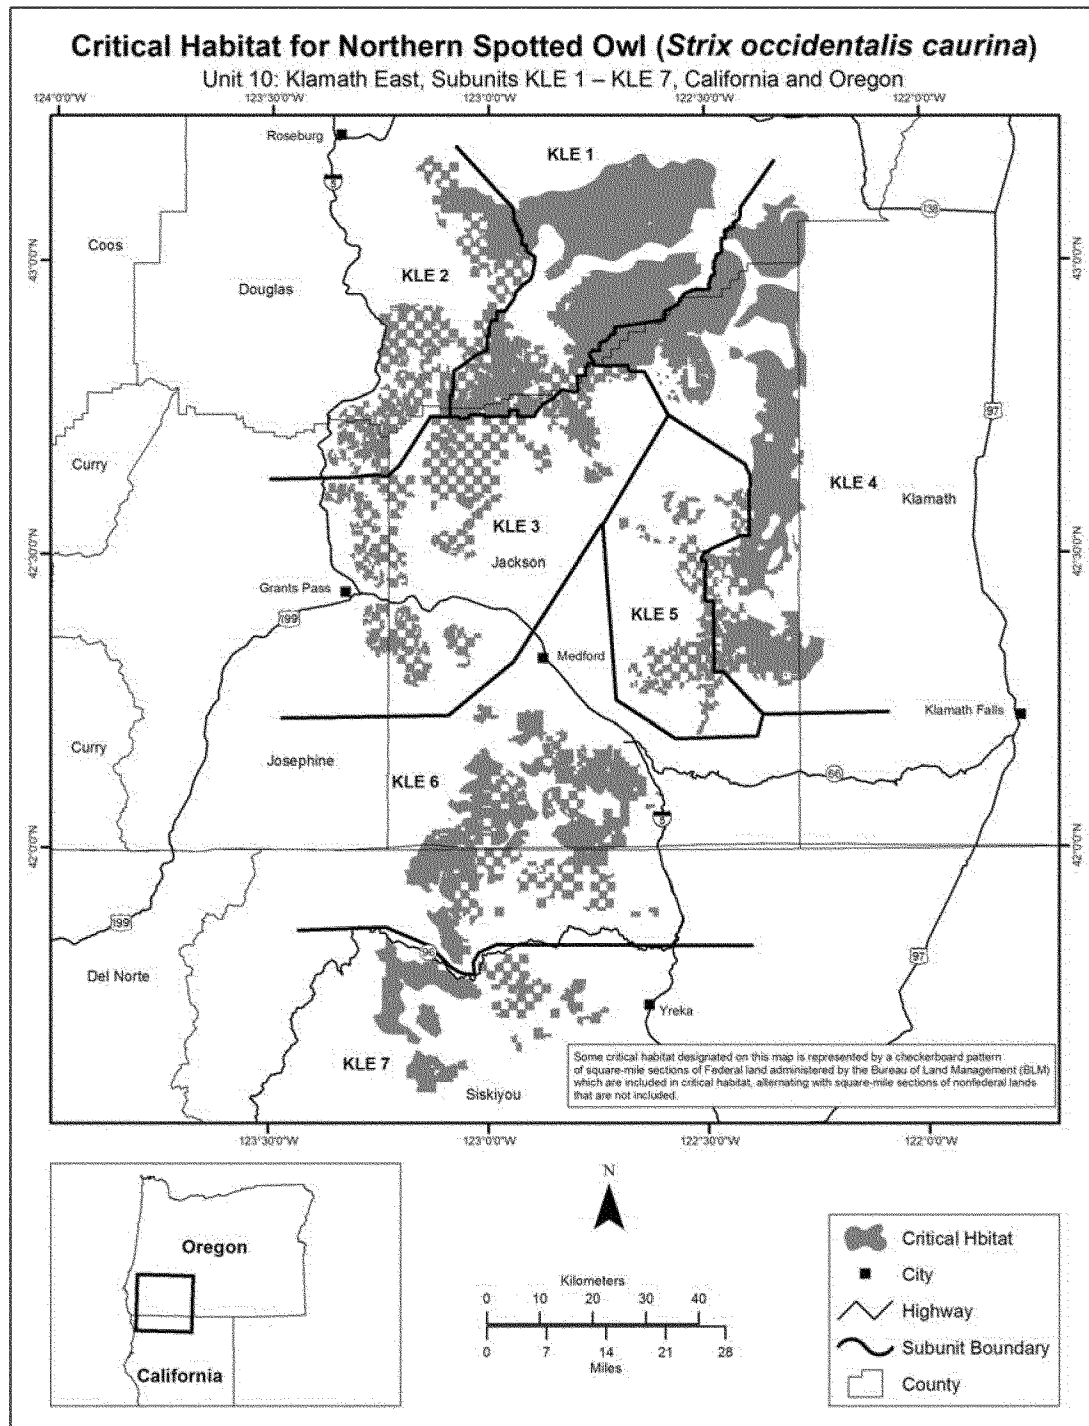 Critical Habitat for Northern Spotted Owl (Strix occidentalis caurina)
Unit 10: Klamath East, Subunits KLE 1 – KLE 7, California and Oregon
124°0'0"W
123°30'0"W
123°0'0"W
122°30'0"W
122°0'0"W
Roseburg
KLE 1
5
138
Coos
43°0'0"N
43°0'0"N
KLE 2
Douglas
97
Curry
KLE 4
Klamath
KLE 3
42°30'0"N
42°30'0"N
Jackson
Grants Pass
199
KLE 5
Medford
Klamath Falls
Curry
Josephine
KLE 6
66
5
42°0'0"N
42°0'0"N
199
96
97
Del Norte
Yreka
KLE 7
Siskiyou
Some critical habitat designated on this map is represented by a checkerboard pattern
of square-mile sections of Federal land administered by the Bureau of Land Management (BLM)
which are included in critical habitat, alternating with square-mile sections of nonfederal lands
that are not included.
123°30'0"W
123°0'0"W
122°30'0"W
122°0'0"W
Oregon
California
N
Kilometers
0 10 20 30 40
0 7 14 21 28
Miles
Critical Hbitat
City
Highway
Subunit Boundary
County